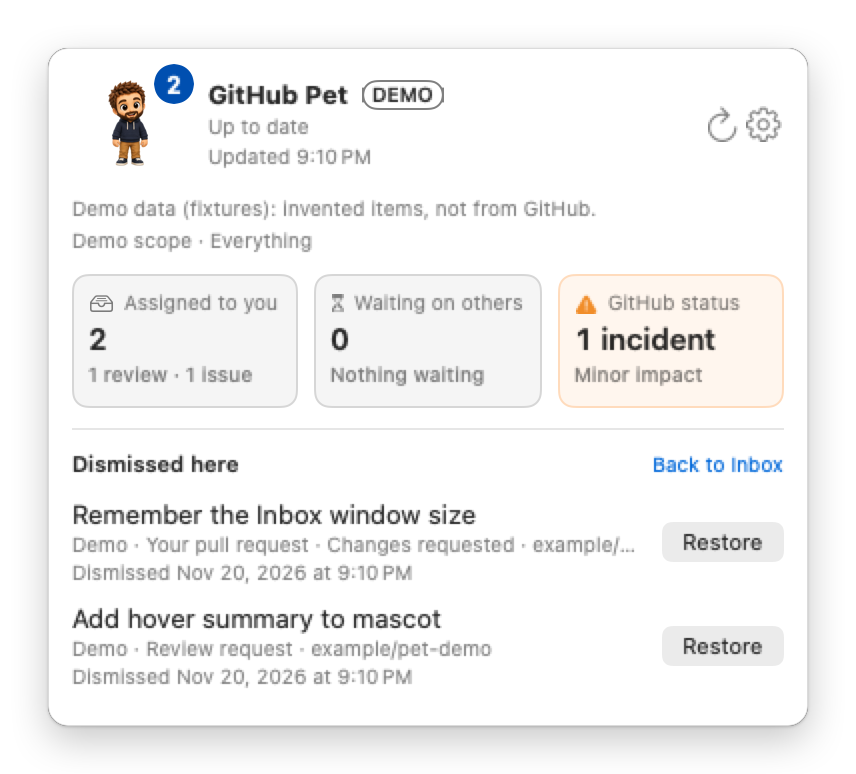 2
GitHub Pet DEMO
Up to date
Updated 9:10 PM
Demo data (fixtures): invented items, not from GitHub.
Demo scope · Everything
Assigned to you
2
1 review · 1 issue
Waiting on others
0
Nothing waiting
GitHub status
1 incident
Minor impact
Dismissed here
Back to Inbox
Remember the Inbox window size
Demo · Your pull request · Changes requested · example/...
Dismissed Nov 20, 2026 at 9:10 PM
Restore
Add hover summary to mascot
Demo · Review request · example/pet-demo
Dismissed Nov 20, 2026 at 9:10 PM
Restore